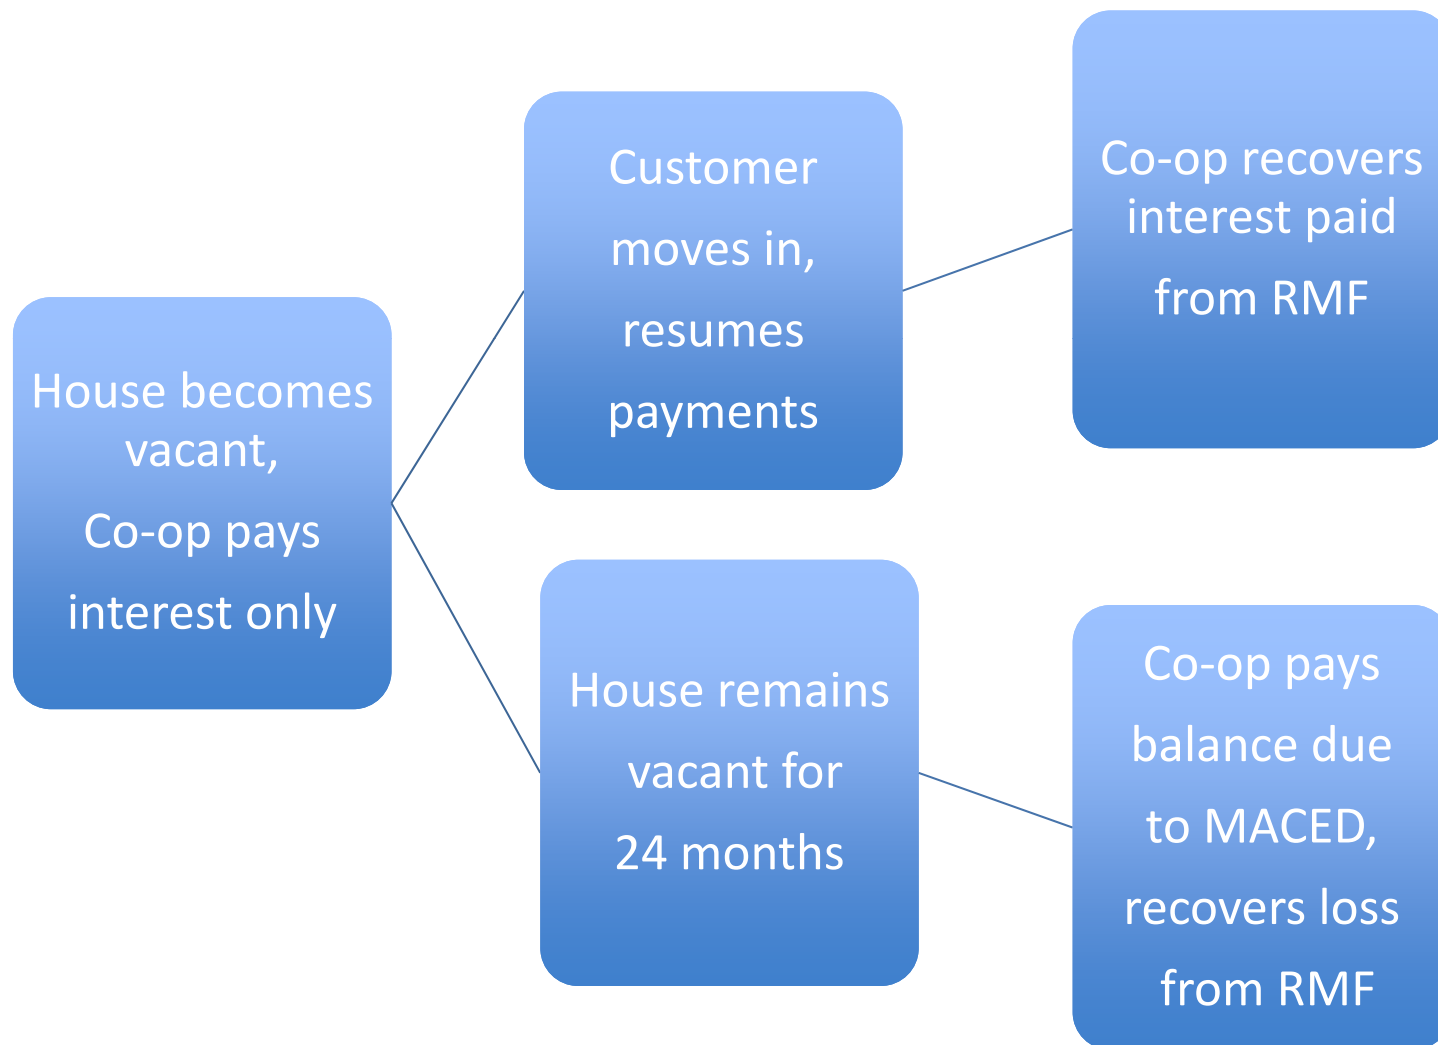 House becomes
vacant,
Co-op pays
interest only
Customer
moves in,
resumes
payments
Co-op recovers
interest paid
from RMF
House remains
vacant for
24 months
Co-op pays
balance due
to MACED,
recovers loss
from RMF